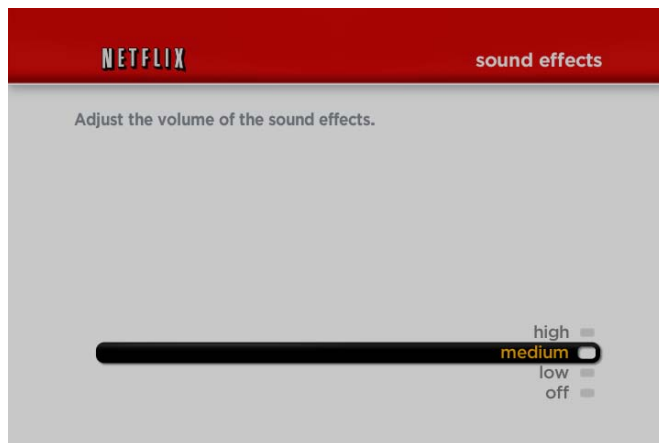 NETFLIX
sound effects
Adjust the volume of the sound effects.
high
medium
low
off